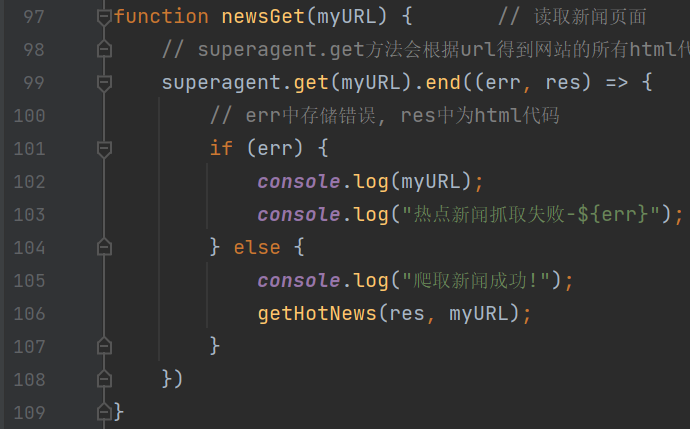 97 function newsGet(myURL) { // 读取新闻页面
98 // superagent.get方法会根据url得到网站的所有html代
99 superagent.get(myURL).end((err, res) => {
100 // err中存储错误, res中为html代码
101 if (err) {
102 console.log(myURL);
103 console.log("热点新闻抓取失败-${err}");
104 } else {
105 console.log("爬取新闻成功!");
106 getHotNews(res, myURL);
107 }
108 })
109 }